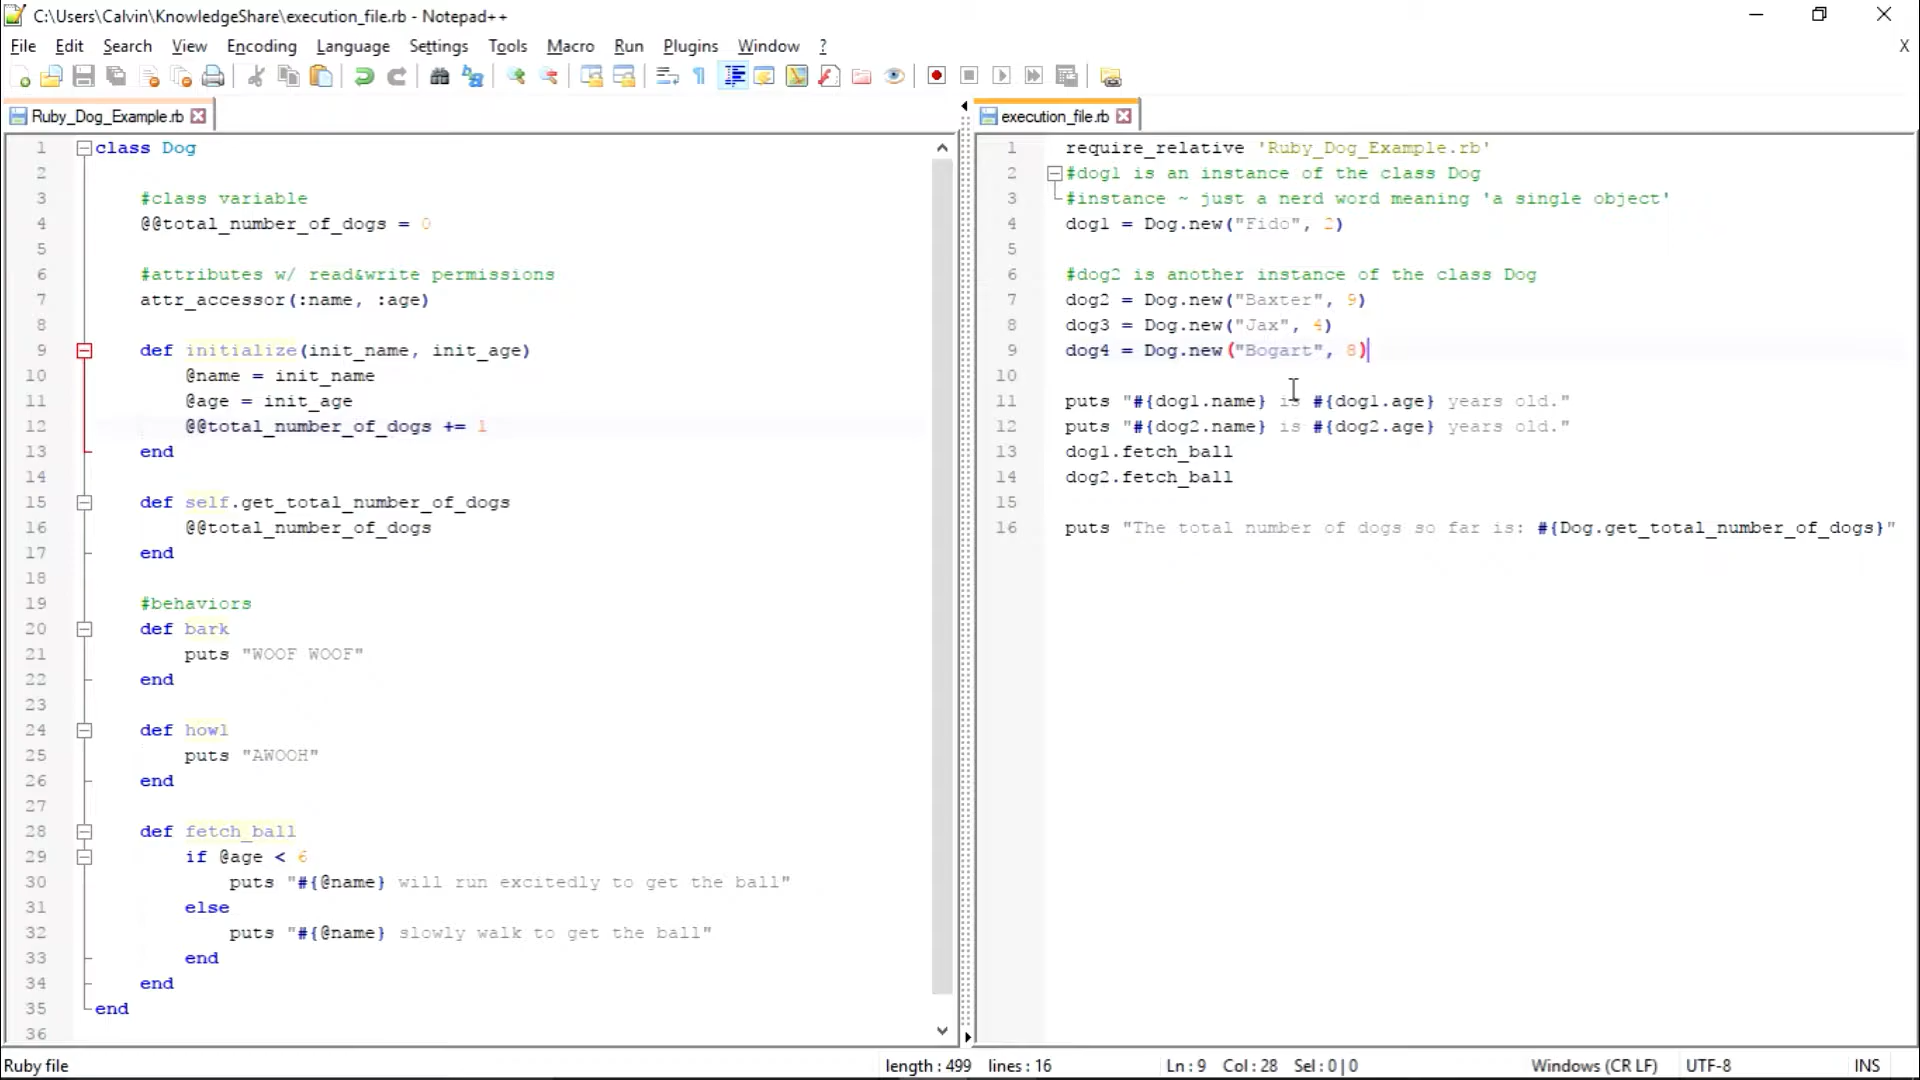 C:\Users\Calvin\KnowledgeShare\execution_file.rb - Notepad++
File Edit Search View Encoding Language Settings Tools Macro Run Plugins Window ? X
Ruby_Dog_Example.rb
1 class Dog
2
3 #class variable
4 @@total_number_of_dogs = 0
5
6 #attributes w/ read&write permissions
7 attr_accessor(:name, :age)
8
9 def initialize(init_name, init_age)
10 @name = init_name
11 @age = init_age
12 @@total_number_of_dogs += 1
13 end
14
15 def self.get_total_number_of_dogs
16 @@total_number_of_dogs
17 end
18
19 #behaviors
20 def bark
21 puts "WOOF WOOF"
22 end
23
24 def howl
25 puts "AWOOH"
26 end
27
28 def fetch_ball
29 if @age < 6
30 puts "#{@name} will run excitedly to get the ball"
31 else
32 puts "#{@name} slowly walk to get the ball"
33 end
34 end
35 end
36
execution_file.rb
1 require_relative 'Ruby_Dog_Example.rb'
2 #dog1 is an instance of the class Dog
3 #instance ~ just a nerd word meaning 'a single object'
4 dog1 = Dog.new("Fido", 2)
5
6 #dog2 is another instance of the class Dog
7 dog2 = Dog.new("Baxter", 9)
8 dog3 = Dog.new("Jax", 4)
9 dog4 = Dog.new("Bogart", 8)
10
11 puts "#{dog1.name} is #{dog1.age} years old."
12 puts "#{dog2.name} is #{dog2.age} years old."
13 dog1.fetch_ball
14 dog2.fetch_ball
15
16 puts "The total number of dogs so far is: #{Dog.get_total_number_of_dogs}"
Ruby file length : 499 lines : 16 Ln : 9 Col : 28 Sel : 0 | 0 Windows (CR LF) UTF-8 INS